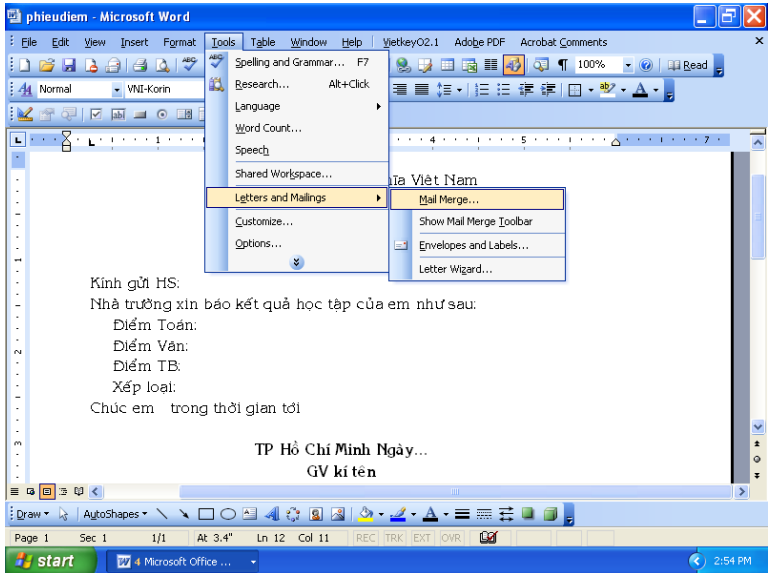 phieudiem - Microsoft Word
File Edit View Insert Format Tools Table Window Help VietkeyO2.1 Adobe PDF Acrobat Comments
100% Read
Normal VNI-Korin
Spelling and Grammar... F7
Research... Alt+Click
Language
Word Count...
Speech
Shared Workspace...
Letters and Mailings
Customize...
Options...
Mail Merge...
Show Mail Merge Toolbar
Envelopes and Labels...
Letter Wizard...
1 4 5 7
hĩa Việt Nam
Kính gửi HS:
Nhà trường xin báo kết quả học tập của em như sau:
Điểm Toán:
Điểm Văn:
Điểm TB:
Xếp loại:
Chúc em trong thời gian tới
TP Hồ Chí Minh Ngày...
GV kí tên
Draw AutoShapes
Page 1 Sec 1 1/1 At 3.4" Ln 12 Col 11 REC TRK EXT OVR
start 4 Microsoft Office ... 2:54 PM